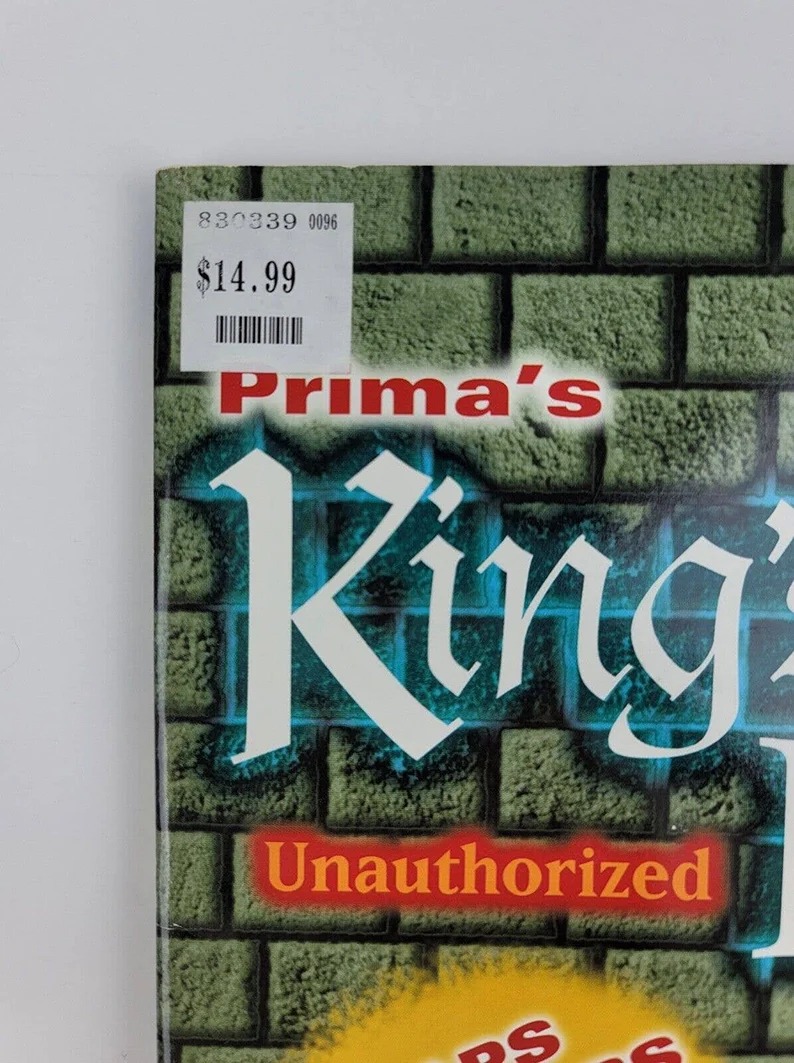 830339 0096
$14.99
Prima's
King's
Unauthorized